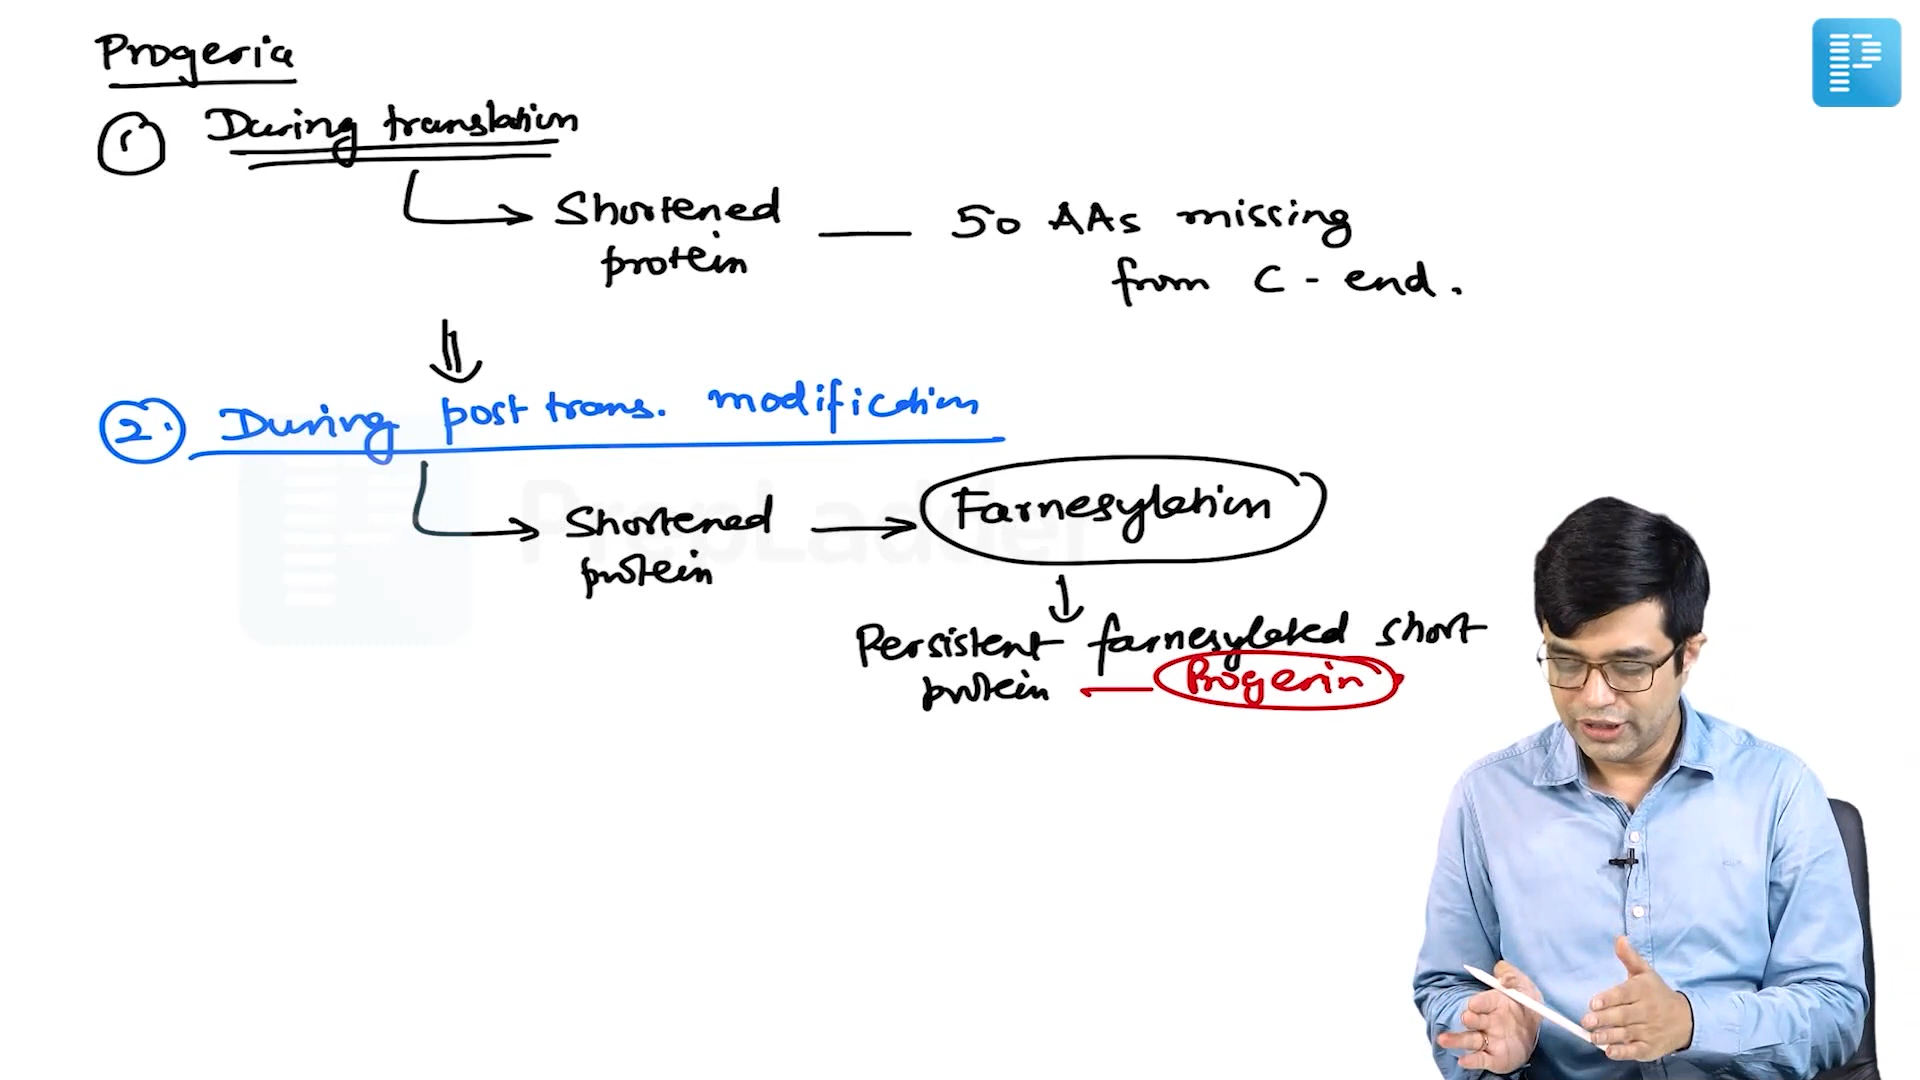 Progeria
1 During translation
Shortened protein — 50 AAs missing from C - end.
2. During post trans. modification
Shortened protein → Farnesylation
Persistent farnesylated short protein — Progerin
PrepLadder